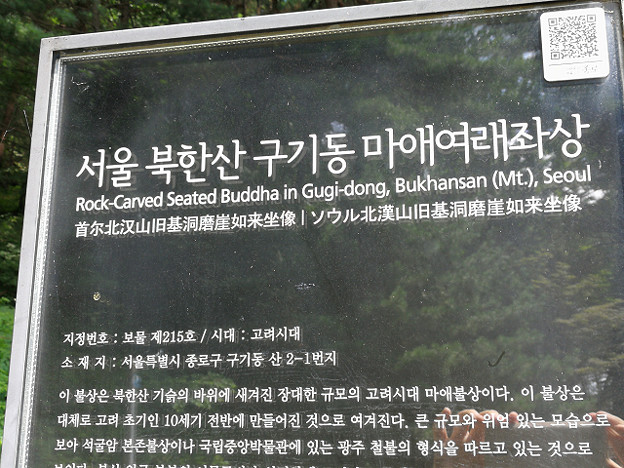 서울 북한산 구기동 마애여래좌상
Rock-Carved Seated Buddha in Gugi-dong, Bukhansan (Mt.), Seoul
首尔北汉山旧基洞磨崖如来坐像 | ソウル北漢山旧基洞磨崖如来坐像
지정번호 : 보물 제215호 / 시대 : 고려시대
소 재 지 : 서울특별시 종로구 구기동 산 2-1번지
이 불상은 북한산 기슭의 바위에 새겨진 장대한 규모의 고려시대 마애불상이다. 이 불상은
대체로 고려 초기인 10세기 전반에 만들어진 것으로 여겨진다. 큰 규모와 위엄 있는 모습으로
보아 석굴암 본존불상이나 국립중앙박물관에 있는 광주 철불의 형식을 따르고 있는 것으로